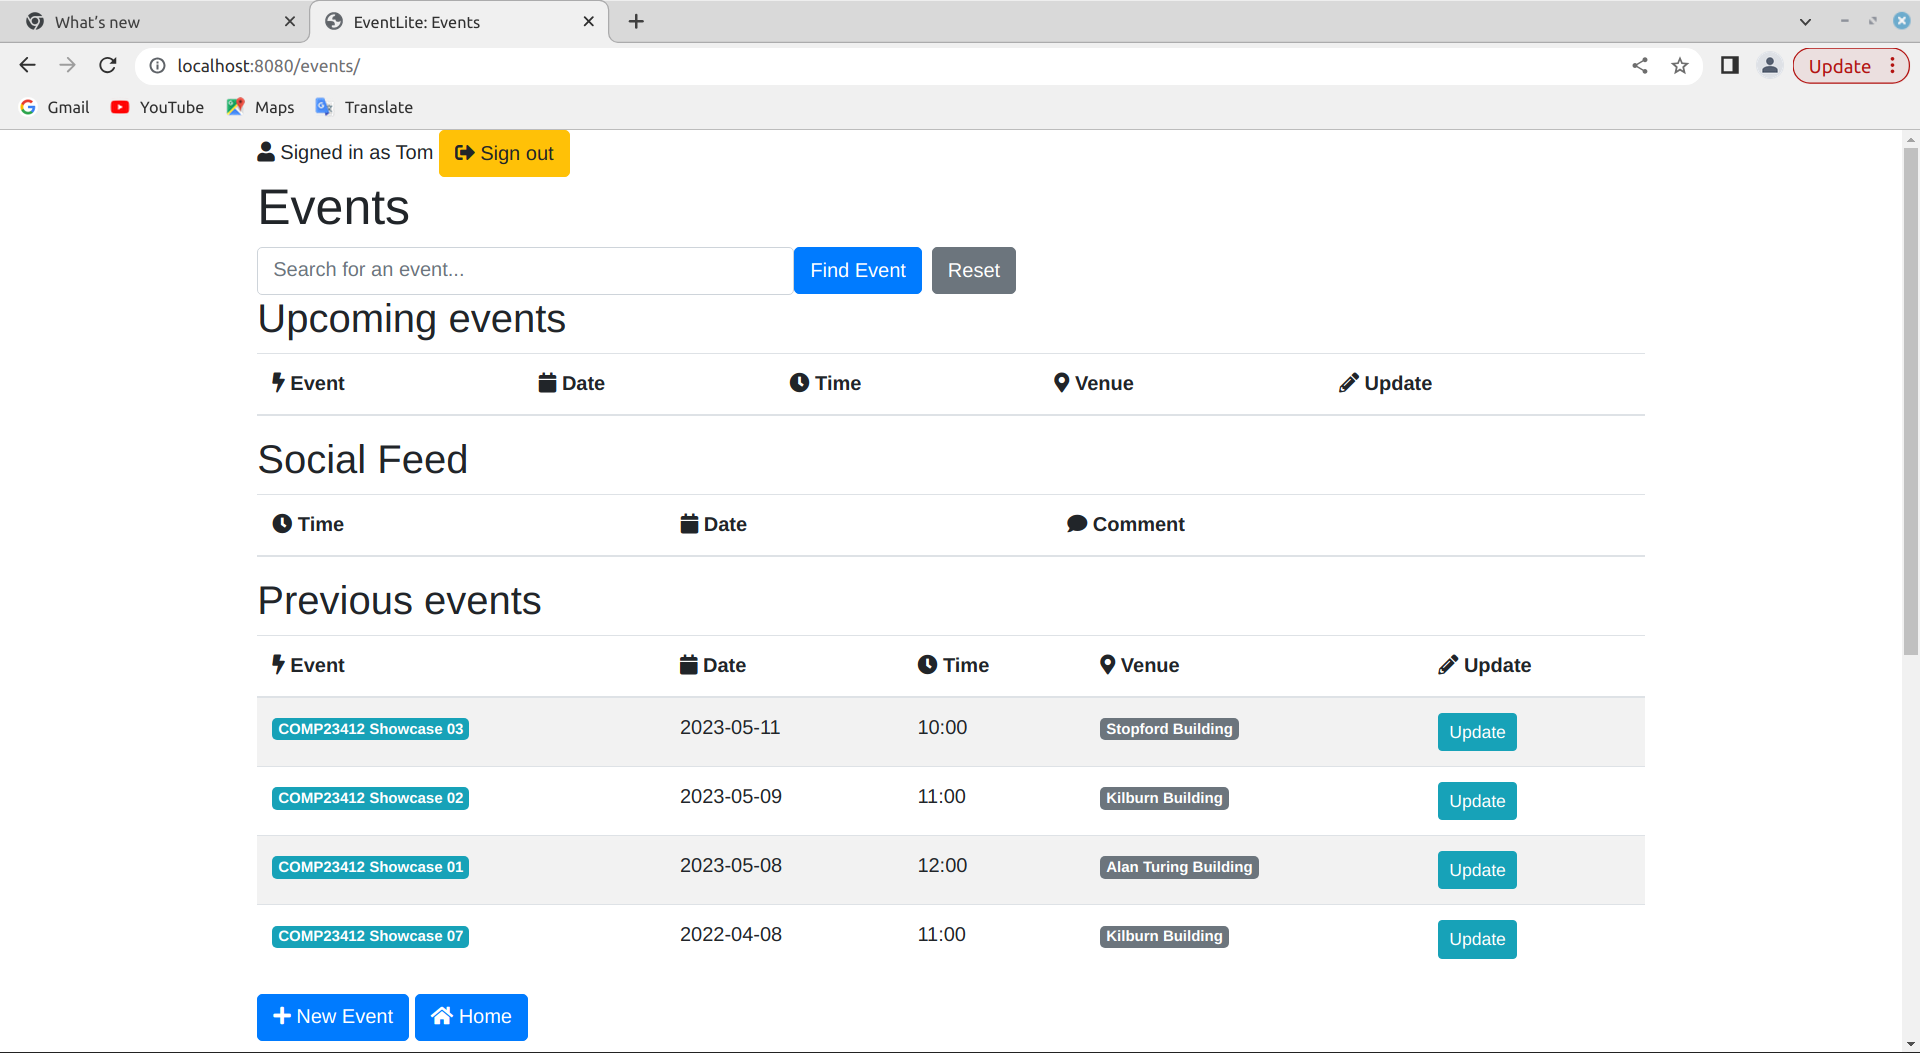 What's new
EventLite: Events
localhost:8080/events/
Update
Gmail YouTube Maps Translate
Signed in as Tom Sign out
Events
Search for an event... Find Event Reset
Upcoming events
Event Date Time Venue Update
Social Feed
Time Date Comment
Previous events
Event Date Time Venue Update
COMP23412 Showcase 03 2023-05-11 10:00 Stopford Building Update
COMP23412 Showcase 02 2023-05-09 11:00 Kilburn Building Update
COMP23412 Showcase 01 2023-05-08 12:00 Alan Turing Building Update
COMP23412 Showcase 07 2022-04-08 11:00 Kilburn Building Update
New Event Home